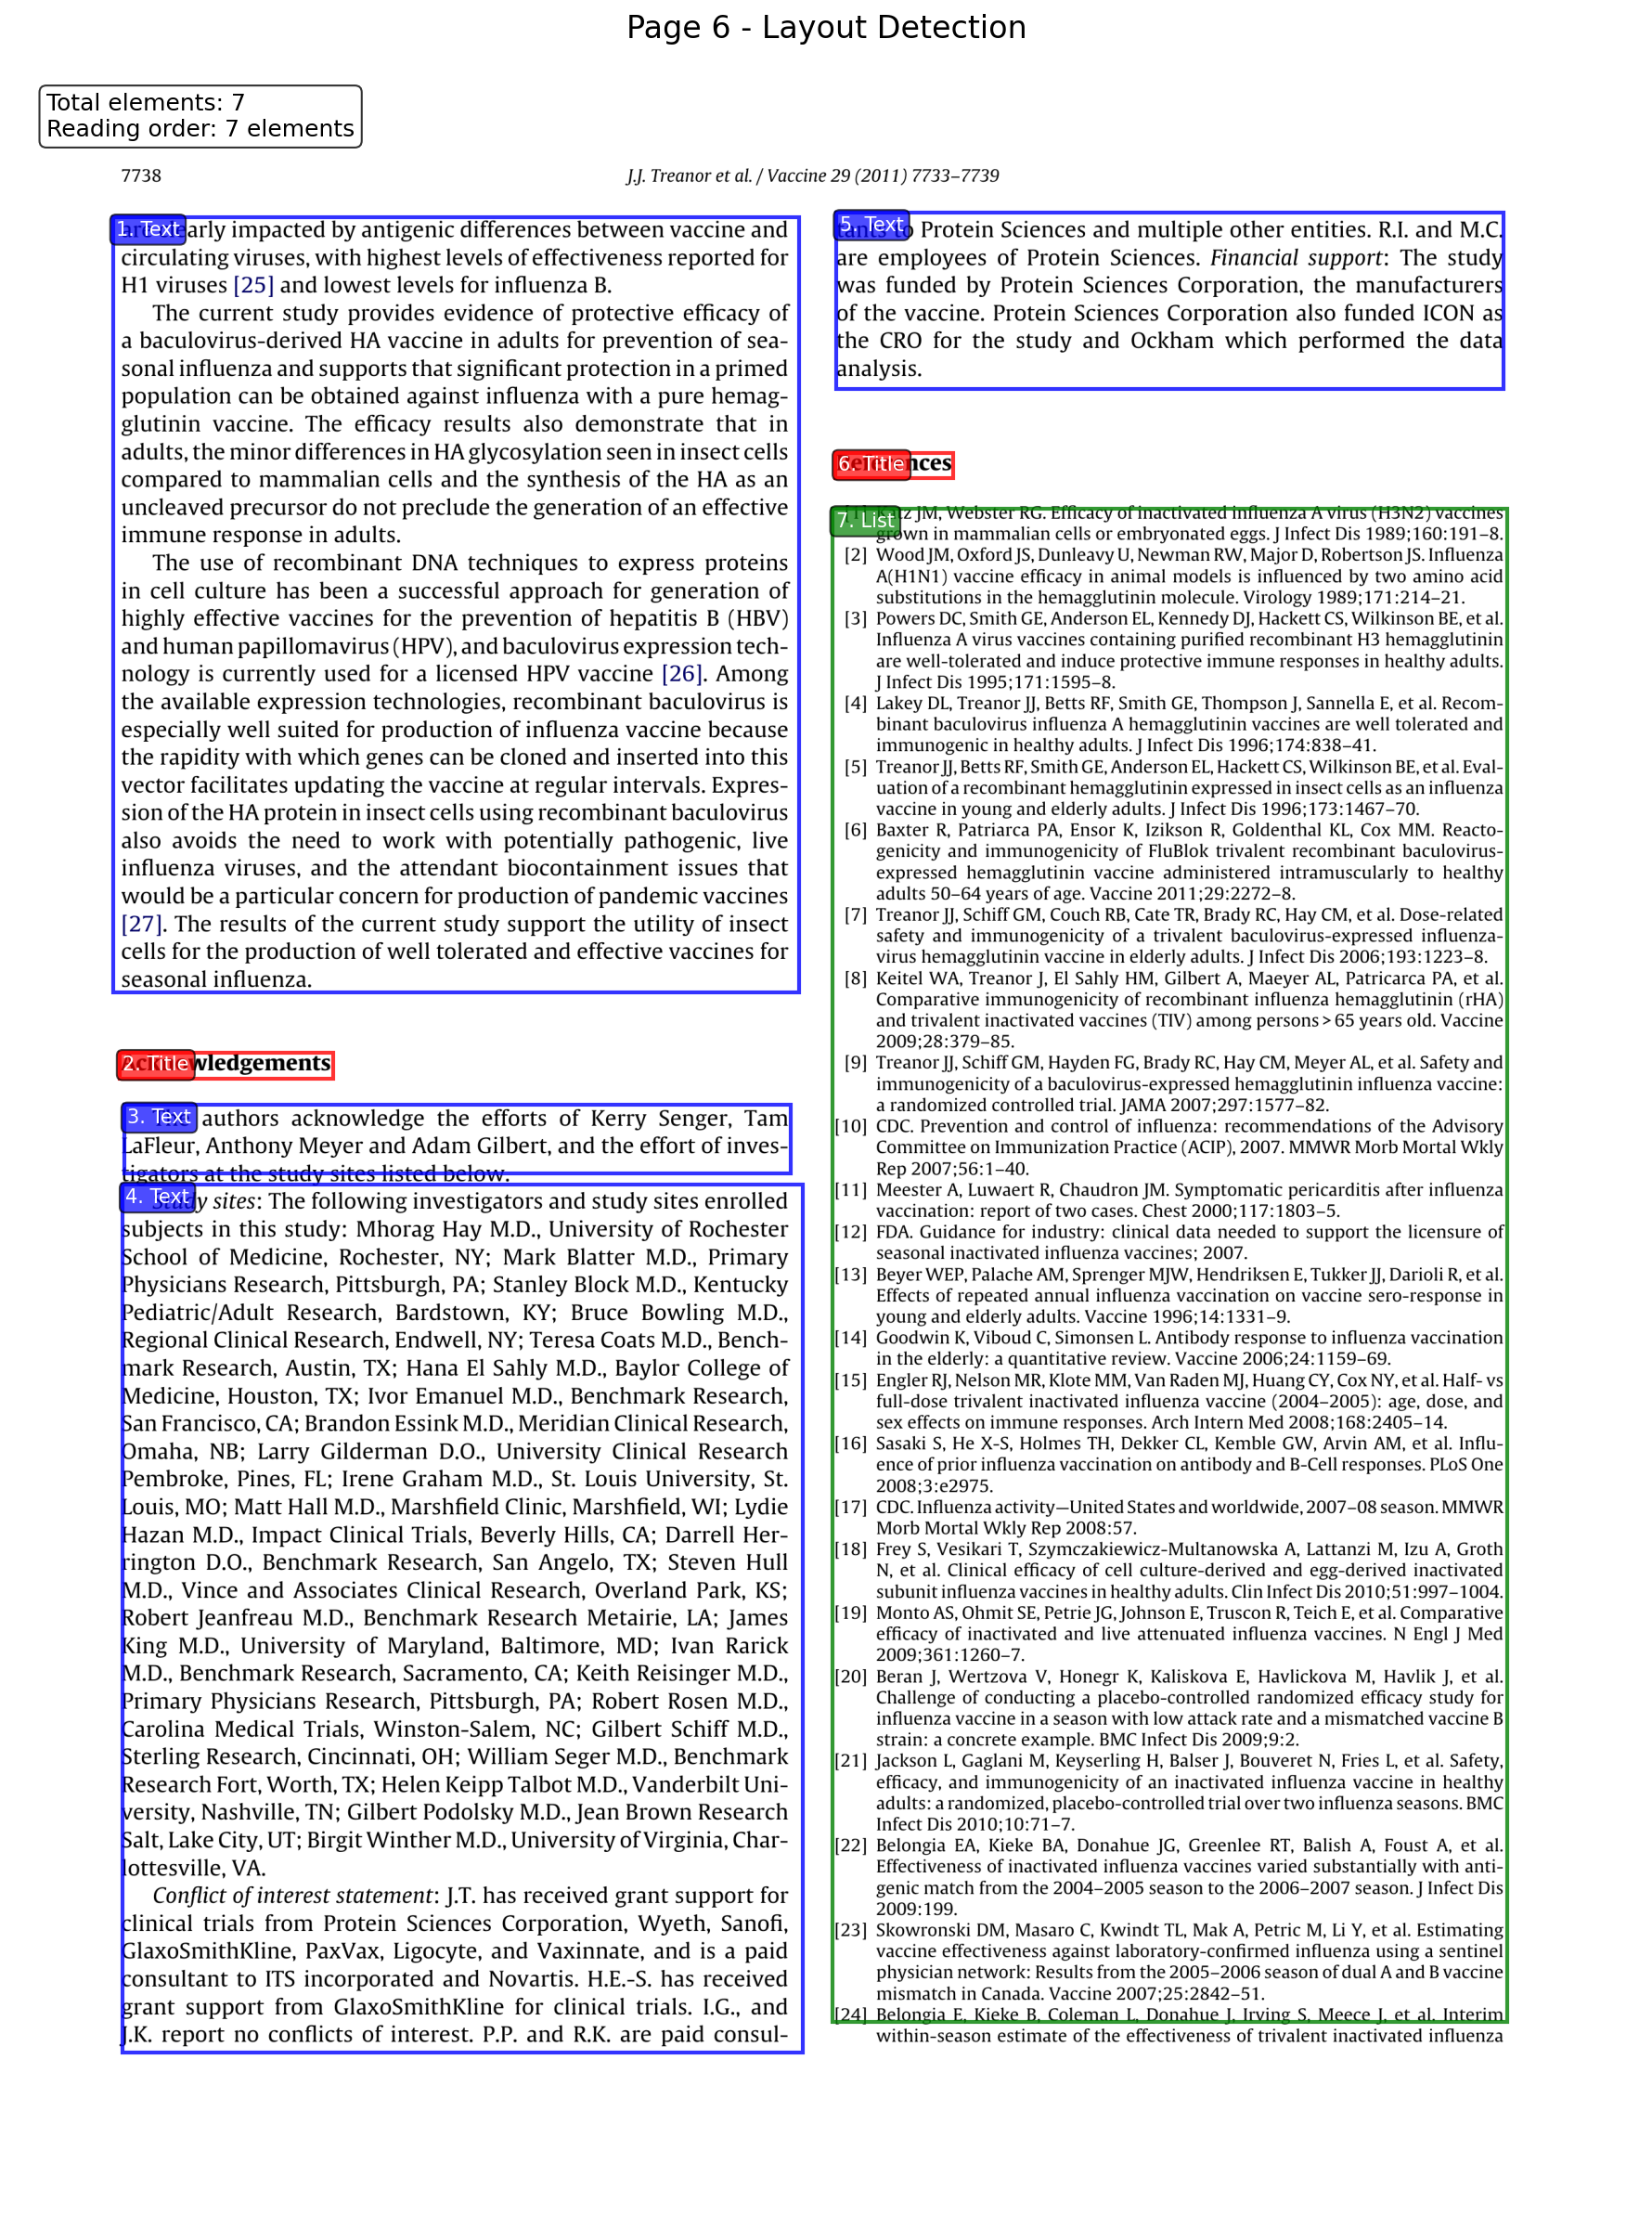 Page 6 - Layout Detection
Total elements: 7
Reading order: 7 elements
7738
J.J. Treanor et al. / Vaccine 29 (2011) 7733–7739
1. Text
impacted by antigenic differences between vaccine and
circulating viruses, with highest levels of effectiveness reported for
H1 viruses [25] and lowest levels for influenza B.
The current study provides evidence of protective efficacy of
a baculovirus-derived HA vaccine in adults for prevention of sea-
sonal influenza and supports that significant protection in a primed
population can be obtained against influenza with a pure hemag-
glutinin vaccine. The efficacy results also demonstrate that in
adults, the minor differences in HA glycosylation seen in insect cells
compared to mammalian cells and the synthesis of the HA as an
uncleaved precursor do not preclude the generation of an effective
immune response in adults.
The use of recombinant DNA techniques to express proteins
in cell culture has been a successful approach for generation of
highly effective vaccines for the prevention of hepatitis B (HBV)
and human papillomavirus (HPV), and baculovirus expression tech-
nology is currently used for a licensed HPV vaccine [26]. Among
the available expression technologies, recombinant baculovirus is
especially well suited for production of influenza vaccine because
the rapidity with which genes can be cloned and inserted into this
vector facilitates updating the vaccine at regular intervals. Expres-
sion of the HA protein in insect cells using recombinant baculovirus
also avoids the need to work with potentially pathogenic, live
influenza viruses, and the attendant biocontainment issues that
would be a particular concern for production of pandemic vaccines
[27]. The results of the current study support the utility of insect
cells for the production of well tolerated and effective vaccines for
seasonal influenza.
2. Title
Acknowledgements
3. Text
The authors acknowledge the efforts of Kerry Senger, Tam
LaFleur, Anthony Meyer and Adam Gilbert, and the effort of inves-
tigators at the study sites listed below.
4. Text
Study sites: The following investigators and study sites enrolled
subjects in this study: Mhorag Hay M.D., University of Rochester
School of Medicine, Rochester, NY; Mark Blatter M.D., Primary
Physicians Research, Pittsburgh, PA; Stanley Block M.D., Kentucky
Pediatric/Adult Research, Bardstown, KY; Bruce Bowling M.D.,
Regional Clinical Research, Endwell, NY; Teresa Coats M.D., Bench-
mark Research, Austin, TX; Hana El Sahly M.D., Baylor College of
Medicine, Houston, TX; Ivor Emanuel M.D., Benchmark Research,
San Francisco, CA; Brandon Essink M.D., Meridian Clinical Research,
Omaha, NB; Larry Gilderman D.O., University Clinical Research
Pembroke, Pines, FL; Irene Graham M.D., St. Louis University, St.
Louis, MO; Matt Hall M.D., Marshfield Clinic, Marshfield, WI; Lydie
Hazan M.D., Impact Clinical Trials, Beverly Hills, CA; Darrell Her-
rington D.O., Benchmark Research, San Angelo, TX; Steven Hull
M.D., Vince and Associates Clinical Research, Overland Park, KS;
Robert Jeanfreau M.D., Benchmark Research Metairie, LA; James
King M.D., University of Maryland, Baltimore, MD; Ivan Rarick
M.D., Benchmark Research, Sacramento, CA; Keith Reisinger M.D.,
Primary Physicians Research, Pittsburgh, PA; Robert Rosen M.D.,
Carolina Medical Trials, Winston-Salem, NC; Gilbert Schiff M.D.,
Sterling Research, Cincinnati, OH; William Seger M.D., Benchmark
Research Fort, Worth, TX; Helen Keipp Talbot M.D., Vanderbilt Uni-
versity, Nashville, TN; Gilbert Podolsky M.D., Jean Brown Research
Salt, Lake City, UT; Birgit Winther M.D., University of Virginia, Char-
lottesville, VA.
Conflict of interest statement: J.T. has received grant support for
clinical trials from Protein Sciences Corporation, Wyeth, Sanofi,
GlaxoSmithKline, PaxVax, Ligocyte, and Vaxinnate, and is a paid
consultant to ITS incorporated and Novartis. H.E.-S. has received
grant support from GlaxoSmithKline for clinical trials. I.G., and
J.K. report no conflicts of interest. P.P. and R.K. are paid consul-
5. Text
tants to Protein Sciences and multiple other entities. R.I. and M.C.
are employees of Protein Sciences. Financial support: The study
was funded by Protein Sciences Corporation, the manufacturers
of the vaccine. Protein Sciences Corporation also funded ICON as
the CRO for the study and Ockham which performed the data
analysis.
6. Title
References
7. List
[1] Katz JM, Webster RG. Efficacy of inactivated influenza A virus (H3N2) vaccines
grown in mammalian cells or embryonated eggs. J Infect Dis 1989;160:191–8.
[2] Wood JM, Oxford JS, Dunleavy U, Newman RW, Major D, Robertson JS. Influenza
A(H1N1) vaccine efficacy in animal models is influenced by two amino acid
substitutions in the hemagglutinin molecule. Virology 1989;171:214–21.
[3] Powers DC, Smith GE, Anderson EL, Kennedy DJ, Hackett CS, Wilkinson BE, et al.
Influenza A virus vaccines containing purified recombinant H3 hemagglutinin
are well-tolerated and induce protective immune responses in healthy adults.
J Infect Dis 1995;171:1595–8.
[4] Lakey DL, Treanor JJ, Betts RF, Smith GE, Thompson J, Sannella E, et al. Recom-
binant baculovirus influenza A hemagglutinin vaccines are well tolerated and
immunogenic in healthy adults. J Infect Dis 1996;174:838–41.
[5] Treanor JJ, Betts RF, Smith GE, Anderson EL, Hackett CS, Wilkinson BE, et al. Eval-
uation of a recombinant hemagglutinin expressed in insect cells as an influenza
vaccine in young and elderly adults. J Infect Dis 1996;173:1467–70.
[6] Baxter R, Patriarca PA, Ensor K, Izikson R, Goldenthal KL, Cox MM. Reacto-
genicity and immunogenicity of FluBlok trivalent recombinant baculovirus-
expressed hemagglutinin vaccine administered intramuscularly to healthy
adults 50–64 years of age. Vaccine 2011;29:2272–8.
[7] Treanor JJ, Schiff GM, Couch RB, Cate TR, Brady RC, Hay CM, et al. Dose-related
safety and immunogenicity of a trivalent baculovirus-expressed influenza-
virus hemagglutinin vaccine in elderly adults. J Infect Dis 2006;193:1223–8.
[8] Keitel WA, Treanor J, El Sahly HM, Gilbert A, Maeyer AL, Patricarca PA, et al.
Comparative immunogenicity of recombinant influenza hemagglutinin (rHA)
and trivalent inactivated vaccines (TIV) among persons > 65 years old. Vaccine
2009;28:379–85.
[9] Treanor JJ, Schiff GM, Hayden FG, Brady RC, Hay CM, Meyer AL, et al. Safety and
immunogenicity of a baculovirus-expressed hemagglutinin influenza vaccine:
a randomized controlled trial. JAMA 2007;297:1577–82.
[10] CDC. Prevention and control of influenza: recommendations of the Advisory
Committee on Immunization Practice (ACIP), 2007. MMWR Morb Mortal Wkly
Rep 2007;56:1–40.
[11] Meester A, Luwaert R, Chaudron JM. Symptomatic pericarditis after influenza
vaccination: report of two cases. Chest 2000;117:1803–5.
[12] FDA. Guidance for industry: clinical data needed to support the licensure of
seasonal inactivated influenza vaccines; 2007.
[13] Beyer WEP, Palache AM, Sprenger MJW, Hendriksen E, Tukker JJ, Darioli R, et al.
Effects of repeated annual influenza vaccination on vaccine sero-response in
young and elderly adults. Vaccine 1996;14:1331–9.
[14] Goodwin K, Viboud C, Simonsen L. Antibody response to influenza vaccination
in the elderly: a quantitative review. Vaccine 2006;24:1159–69.
[15] Engler RJ, Nelson MR, Klote MM, Van Raden MJ, Huang CY, Cox NY, et al. Half- vs
full-dose trivalent inactivated influenza vaccine (2004–2005): age, dose, and
sex effects on immune responses. Arch Intern Med 2008;168:2405–14.
[16] Sasaki S, He X-S, Holmes TH, Dekker CL, Kemble GW, Arvin AM, et al. Influ-
ence of prior influenza vaccination on antibody and B-Cell responses. PLoS One
2008;3:e2975.
[17] CDC. Influenza activity—United States and worldwide, 2007–08 season. MMWR
Morb Mortal Wkly Rep 2008:57.
[18] Frey S, Vesikari T, Szymczakiewicz-Multanowska A, Lattanzi M, Izu A, Groth
N, et al. Clinical efficacy of cell culture-derived and egg-derived inactivated
subunit influenza vaccines in healthy adults. Clin Infect Dis 2010;51:997–1004.
[19] Monto AS, Ohmit SE, Petrie JG, Johnson E, Truscon R, Teich E, et al. Comparative
efficacy of inactivated and live attenuated influenza vaccines. N Engl J Med
2009;361:1260–7.
[20] Beran J, Wertzova V, Honegr K, Kaliskova E, Havlickova M, Havlik J, et al.
Challenge of conducting a placebo-controlled randomized efficacy study for
influenza vaccine in a season with low attack rate and a mismatched vaccine B
strain: a concrete example. BMC Infect Dis 2009;9:2.
[21] Jackson L, Gaglani M, Keyserling H, Balser J, Bouveret N, Fries L, et al. Safety,
efficacy, and immunogenicity of an inactivated influenza vaccine in healthy
adults: a randomized, placebo-controlled trial over two influenza seasons. BMC
Infect Dis 2010;10:71–7.
[22] Belongia EA, Kieke BA, Donahue JG, Greenlee RT, Balish A, Foust A, et al.
Effectiveness of inactivated influenza vaccines varied substantially with anti-
genic match from the 2004–2005 season to the 2006–2007 season. J Infect Dis
2009:199.
[23] Skowronski DM, Masaro C, Kwindt TL, Mak A, Petric M, Li Y, et al. Estimating
vaccine effectiveness against laboratory-confirmed influenza using a sentinel
physician network: Results from the 2005–2006 season of dual A and B vaccine
mismatch in Canada. Vaccine 2007;25:2842–51.
[24] Belongia E, Kieke B, Coleman L, Donahue J, Irving S, Meece J, et al. Interim
within-season estimate of the effectiveness of trivalent inactivated influenza